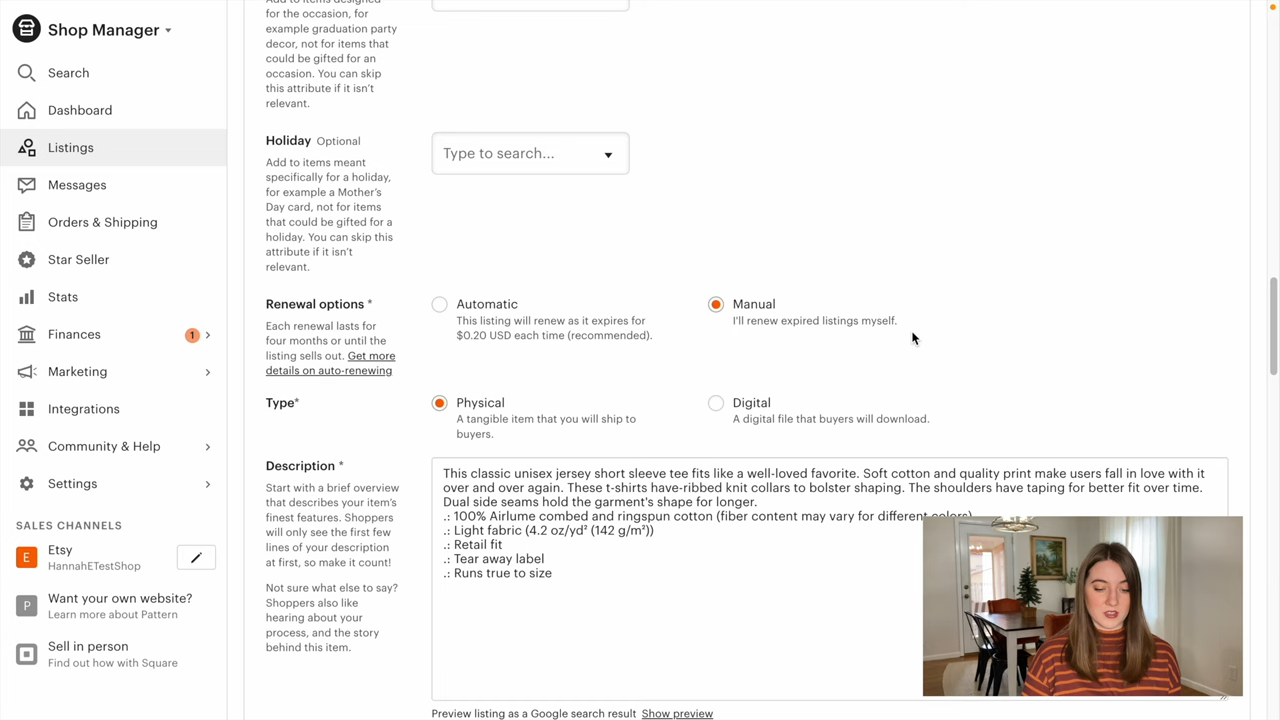 Shop Manager
Search
Dashboard
Listings
Messages
Orders & Shipping
Star Seller
Stats
Finances 1
Marketing
Integrations
Community & Help
Settings
SALES CHANNELS
E Etsy
HannahETestShop
P Want your own website?
Learn more about Pattern
Sell in person
Find out how with Square
for the occasion, for
example graduation party
decor, not for items that
could be gifted for an
occasion. You can skip
this attribute if it isn't
relevant.
Holiday Optional
Add to items meant
specifically for a holiday,
for example a Mother's
Day card, not for items
that could be gifted for a
holiday. You can skip this
attribute if it isn't
relevant.
Type to search...
Renewal options *
Each renewal lasts for
four months or until the
listing sells out. Get more
details on auto-renewing
Automatic
This listing will renew as it expires for
$0.20 USD each time (recommended).
Manual
I'll renew expired listings myself.
Type*
Physical
A tangible item that you will ship to
buyers.
Digital
A digital file that buyers will download.
Description *
Start with a brief overview
that describes your item's
finest features. Shoppers
will only see the first few
lines of your description
at first, so make it count!
Not sure what else to say?
Shoppers also like
hearing about your
process, and the story
behind this item.
This classic unisex jersey short sleeve tee fits like a well-loved favorite. Soft cotton and quality print make users fall in love with it
over and over again. These t-shirts have-ribbed knit collars to bolster shaping. The shoulders have taping for better fit over time.
Dual side seams hold the garment's shape for longer.
.: 100% Airlume combed and ringspun cotton (fiber content may vary for different colors)
.: Light fabric (4.2 oz/yd² (142 g/m²))
.: Retail fit
.: Tear away label
.: Runs true to size
Preview listing as a Google search result Show preview